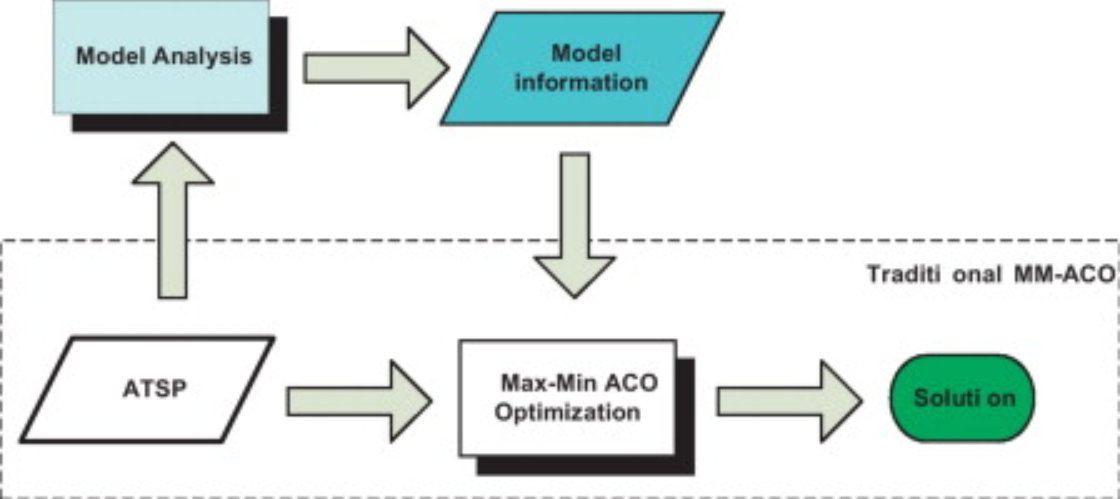 Model Analysis
Model
information
Traditi onal MM-ACO
ATSP
Max-Min ACO
Optimization
Soluti on